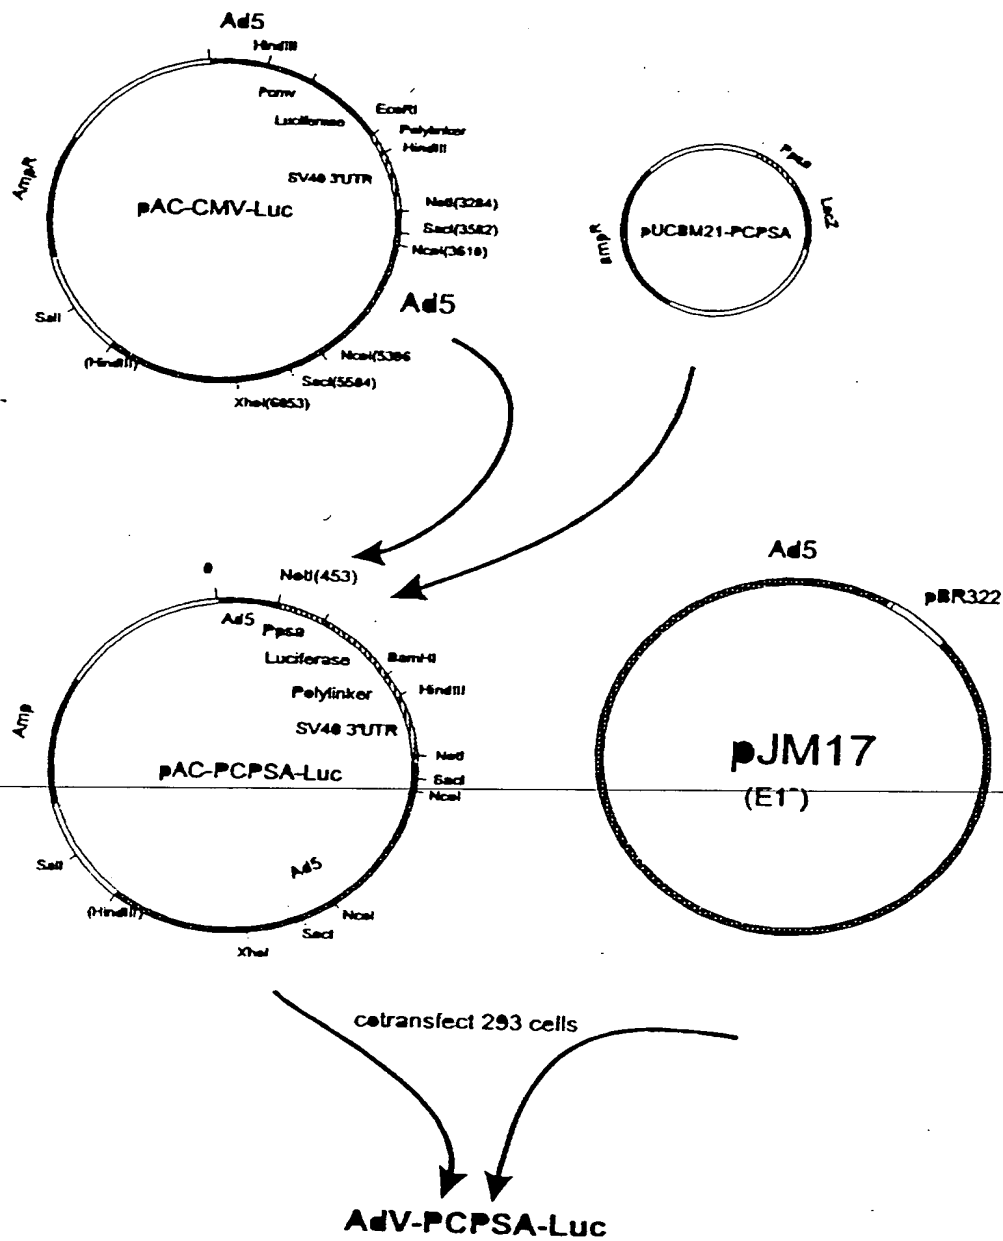 Ad5
HindIII
Pcmv
Luciferase
EcoRI
Polylinker
HindIII
SV40 3'UTR
NotI(3284)
SacI(3582)
NcoI(3618)
AmpR
pAC-CMV-Luc
Ad5
SalI
(HindIII)
NcoI(5386
SacI(5584)
XhoI(6053)
Ppsa
LacZ
ampR
pUCBM21-PCPSA
NotI(453)
Ad5
Ppsa
Luciferase
BamHI
Polylinker
HindIII
SV40 3'UTR
NotI
SacI
NcoI
Amp
pAC-PCPSA-Luc
SalI
Ad5
(HindIII)
NcoI
SacI
XhoI
Ad5
pBR322
pJM17
(E1-)
cotransfect 293 cells
AdV-PCPSA-Luc